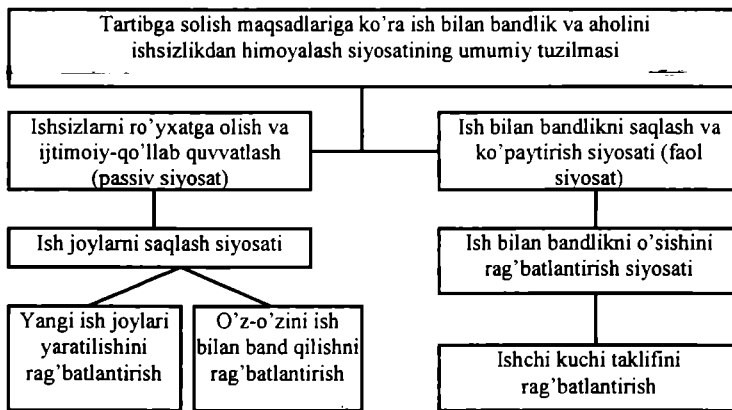 Tartibga solish maqsadlariga ko'ra ish bilan bandlik va aholini
ishsizlikdan himoyalash siyosatining umumiy tuzilmasi
Ishsizlarni ro'yxatga olish va
ijtimoiy-qo'llab quvvatlash
(passiv siyosat)
Ish bilan bandlikni saqlash va
ko'paytirish siyosati (faol
siyosat)
Ish joylarni saqlash siyosati
Ish bilan bandlikni o'sishini
rag'batlantirish siyosati
Yangi ish joylari
yaratilishini
rag'batlantirish
O'z-o'zini ish
bilan band qilishni
rag'batlantirish
Ishchi kuchi taklifini
rag'batlantirish